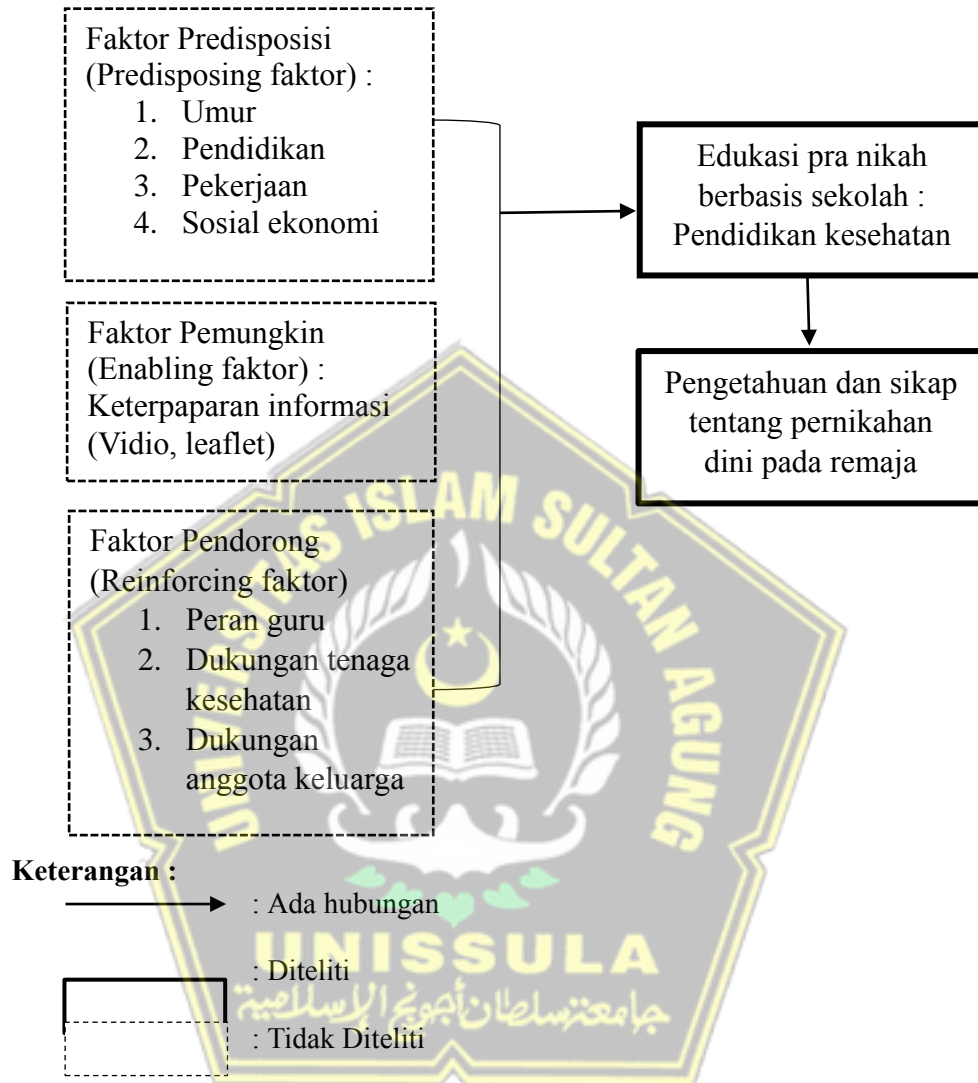 Faktor Predisposisi
(Predisposing faktor) :
1. Umur
2. Pendidikan
3. Pekerjaan
4. Sosial ekonomi
Faktor Pemungkin
(Enabling faktor) :
Keterpaparan informasi
(Vidio, leaflet)
Faktor Pendorong
(Reinforcing faktor)
1. Peran guru
2. Dukungan tenaga
kesehatan
3. Dukungan
anggota keluarga
Edukasi pra nikah
berbasis sekolah :
Pendidikan kesehatan
Pengetahuan dan sikap
tentang pernikahan
dini pada remaja
Keterangan :
: Ada hubungan
: Diteliti
: Tidak Diteliti
UNIVERSITAS ISLAM SULTAN AGUNG
UNISSULA
جامعتسلطان أجونج الإسلامية